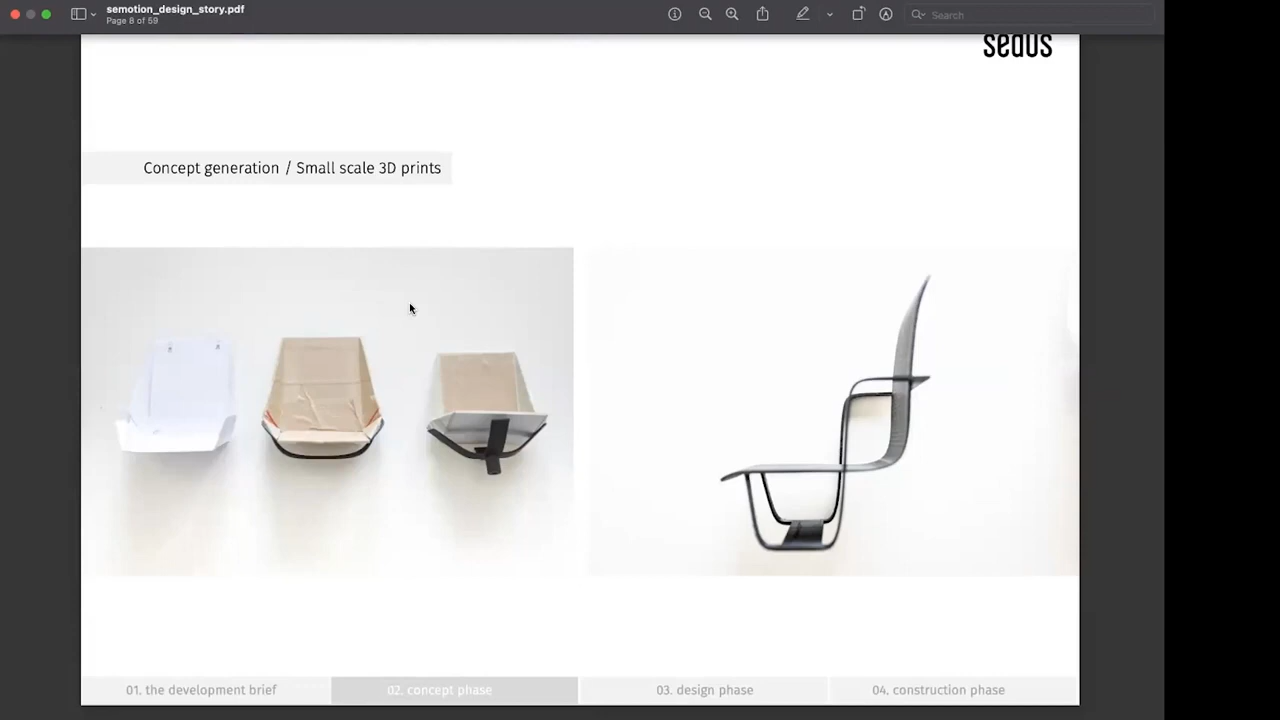 semotion_design_story.pdf
Page 8 of 59
Search
sedus
Concept generation / Small scale 3D prints
01. the development brief
02. concept phase
03. design phase
04. construction phase